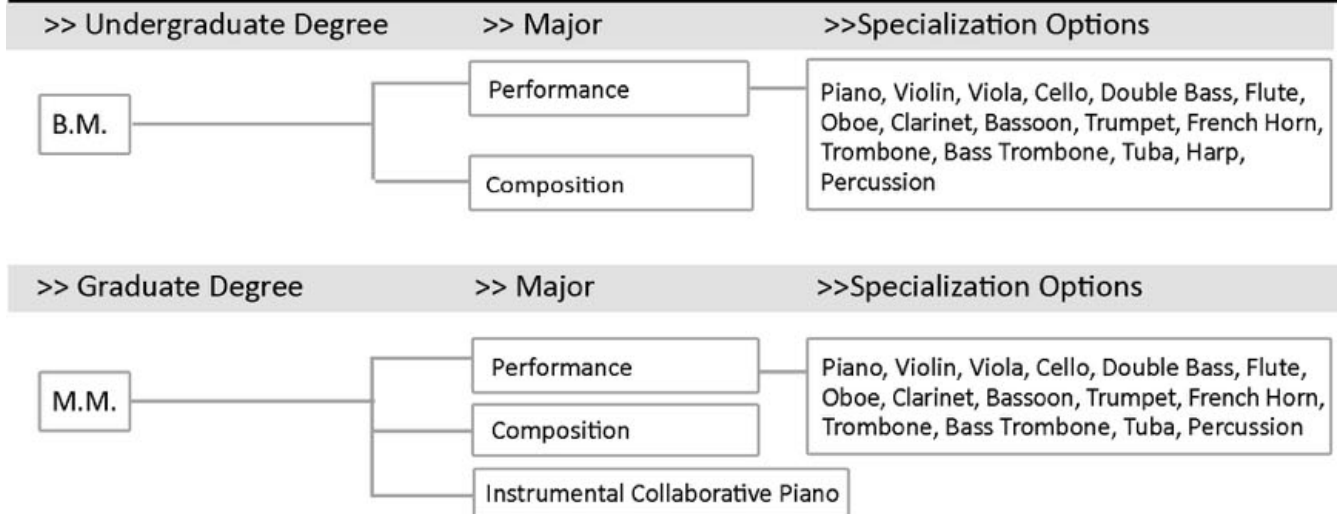 >> Undergraduate Degree >> Major >>Specialization Options
B.M.
Performance
Composition
Piano, Violin, Viola, Cello, Double Bass, Flute,
Oboe, Clarinet, Bassoon, Trumpet, French Horn,
Trombone, Bass Trombone, Tuba, Harp,
Percussion
>> Graduate Degree >> Major >>Specialization Options
M.M.
Performance
Composition
Instrumental Collaborative Piano
Piano, Violin, Viola, Cello, Double Bass, Flute,
Oboe, Clarinet, Bassoon, Trumpet, French Horn,
Trombone, Bass Trombone, Tuba, Percussion